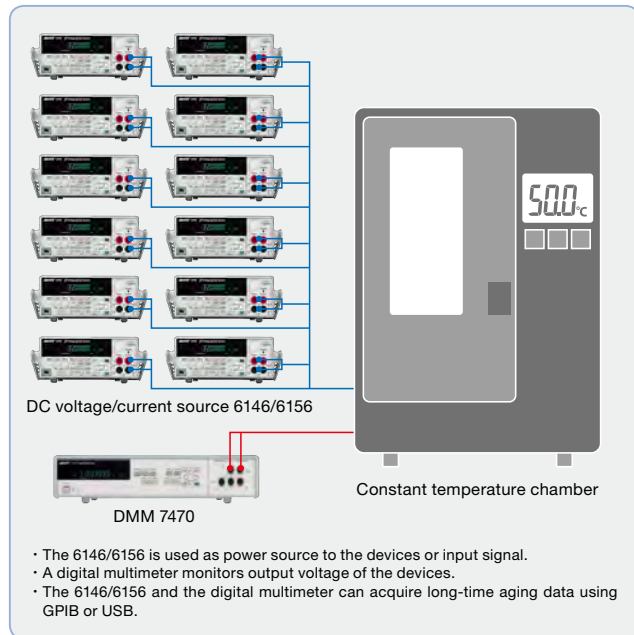 50.0°C
DC voltage/current source 6146/6156
DMM 7470
Constant temperature chamber
・The 6146/6156 is used as power source to the devices or input signal.
・A digital multimeter monitors output voltage of the devices.
・The 6146/6156 and the digital multimeter can acquire long-time aging data using
GPIB or USB.